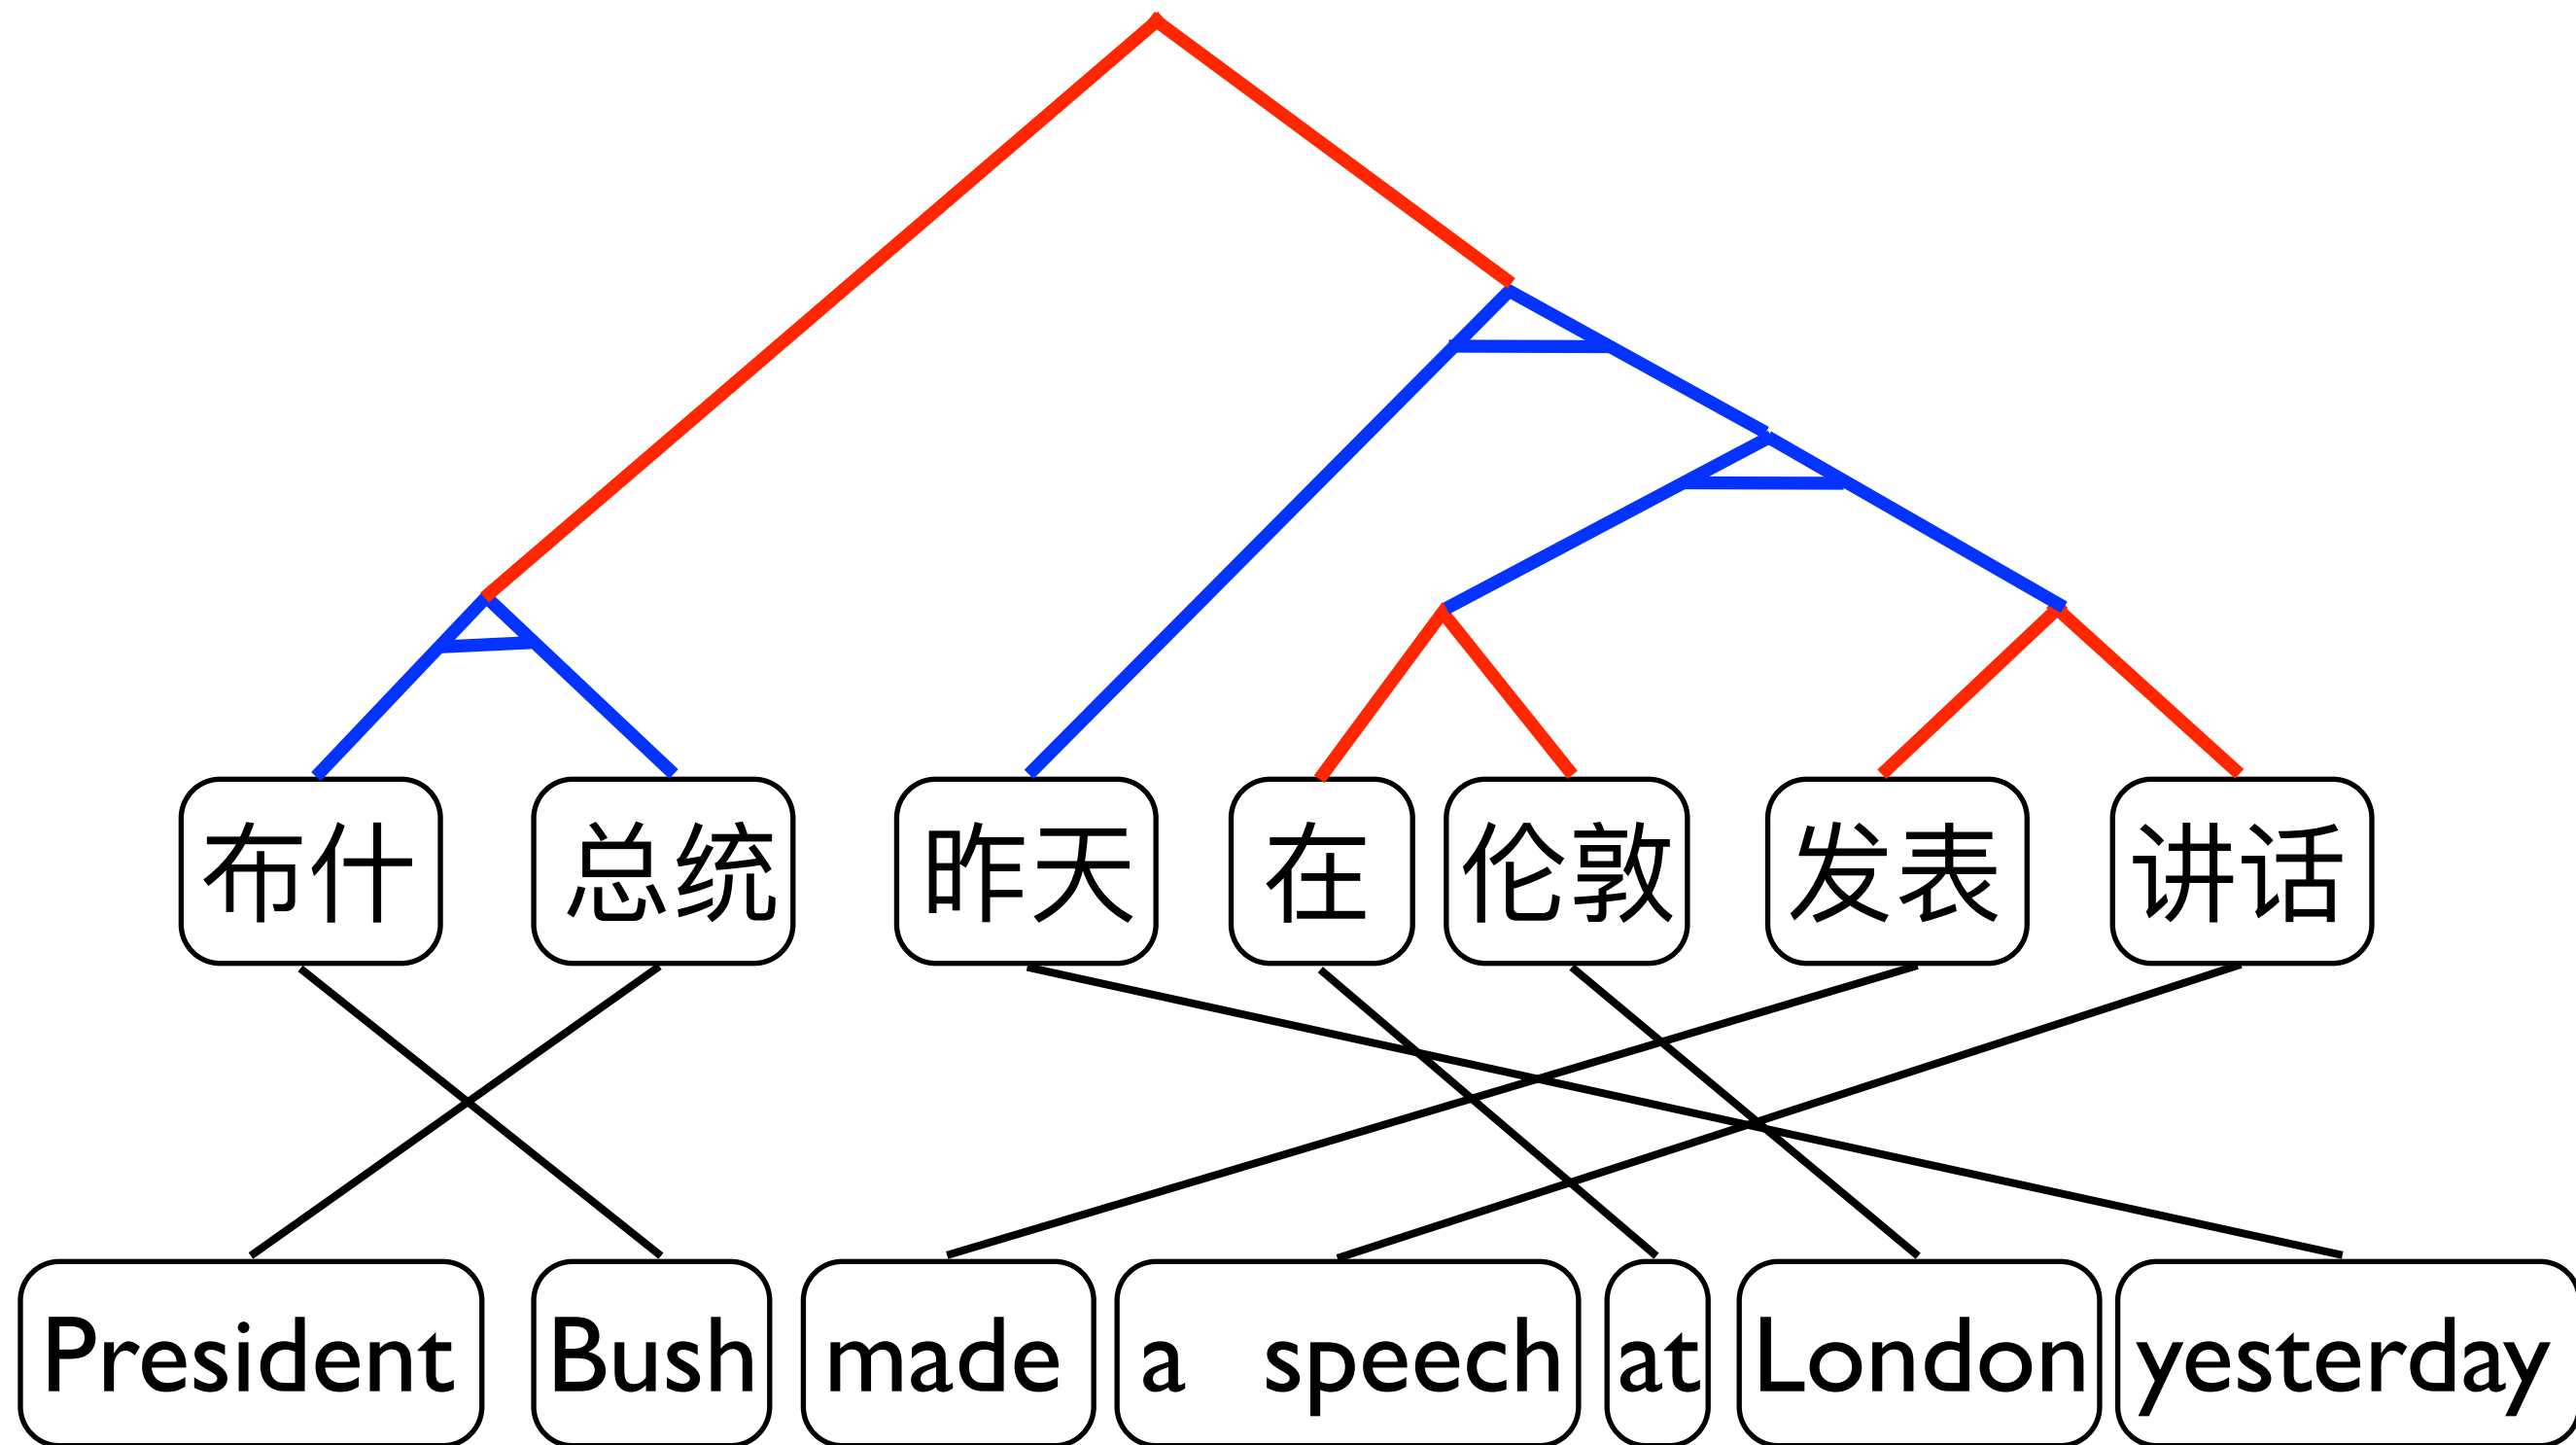 布什 总统 昨天 在 伦敦 发表 讲话
President Bush made a speech at London yesterday